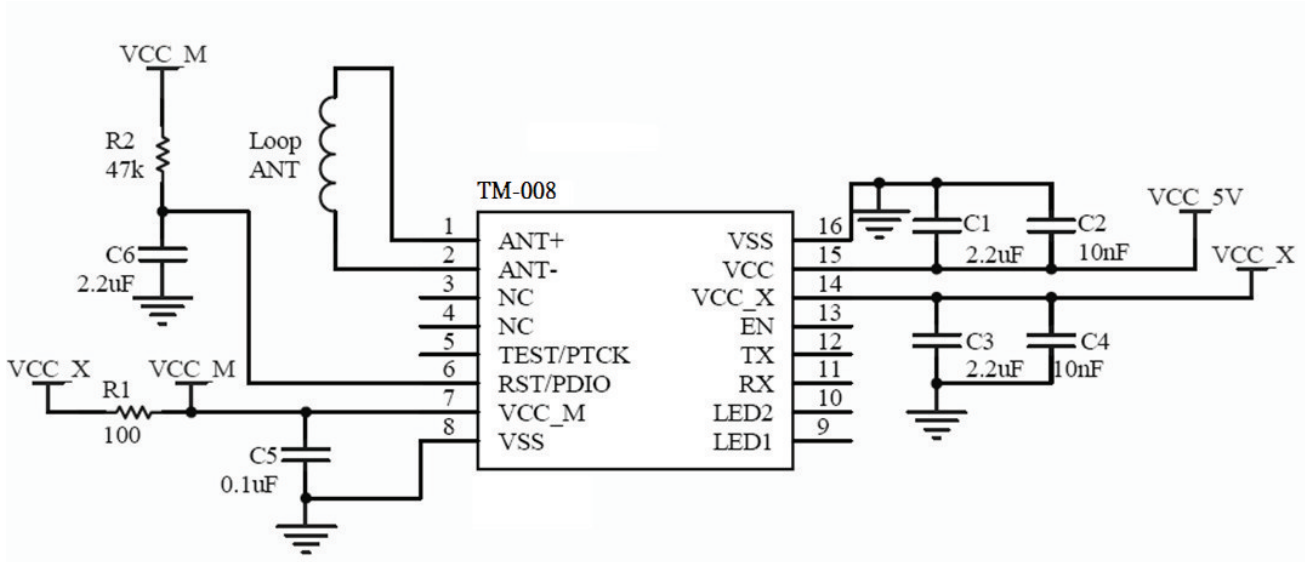 VCC_M
R2
47k
C6
2.2uF
Loop
ANT
VCC_X
R1
100
VCC_M
C5
0.1uF
TM-008
1
2
3
4
5
6
7
8
ANT+
ANT-
NC
NC
TEST/PTCK
RST/PDIO
VCC_M
VSS
VSS
VCC
VCC_X
EN
TX
RX
LED2
LED1
16
15
14
13
12
11
10
9
C1
2.2uF
C2
10nF
VCC_5V
VCC_X
C3
2.2uF
C4
10nF